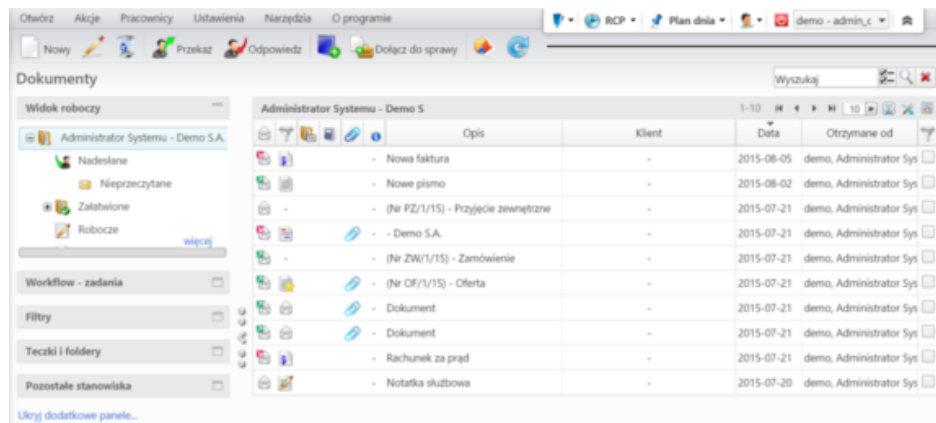 Otwórz Akcje Pracownicy Ustawienia Narzędzia O programie RCP Plan dnia demo - admin_c
Nowy Przekaż Odpowiedz Dołącz do sprawy
Dokumenty Wyszukaj
Widok roboczy
Administrator Systemu - Demo S.A.
Nadesłane
Nieprzeczytane
Załatwione
Robocze
więcej
Workflow - zadania
Filtry
Teczki i foldery
Pozostałe stanowiska
Ukryj dodatkowe panele...
Administrator Systemu - Demo S 1-10 10
Opis Klient Data Otrzymane od
- Nowa faktura - 2015-08-05 demo, Administrator Sys
- Nowe pismo - 2015-08-02 demo, Administrator Sys
- - (Nr PZ/1/15) - Przyjęcie zewnętrzne - 2015-07-21 demo, Administrator Sys
- - Demo S.A. - 2015-07-21 demo, Administrator Sys
- - (Nr ZW/1/15) - Zamówienie - 2015-07-21 demo, Administrator Sys
- (Nr OF/1/15) - Oferta - 2015-07-21 demo, Administrator Sys
- Dokument - 2015-07-21 demo, Administrator Sys
- Dokument - 2015-07-21 demo, Administrator Sys
- Rachunek za prąd - 2015-07-21 demo, Administrator Sys
- Notatka służbowa - 2015-07-20 demo, Administrator Sys